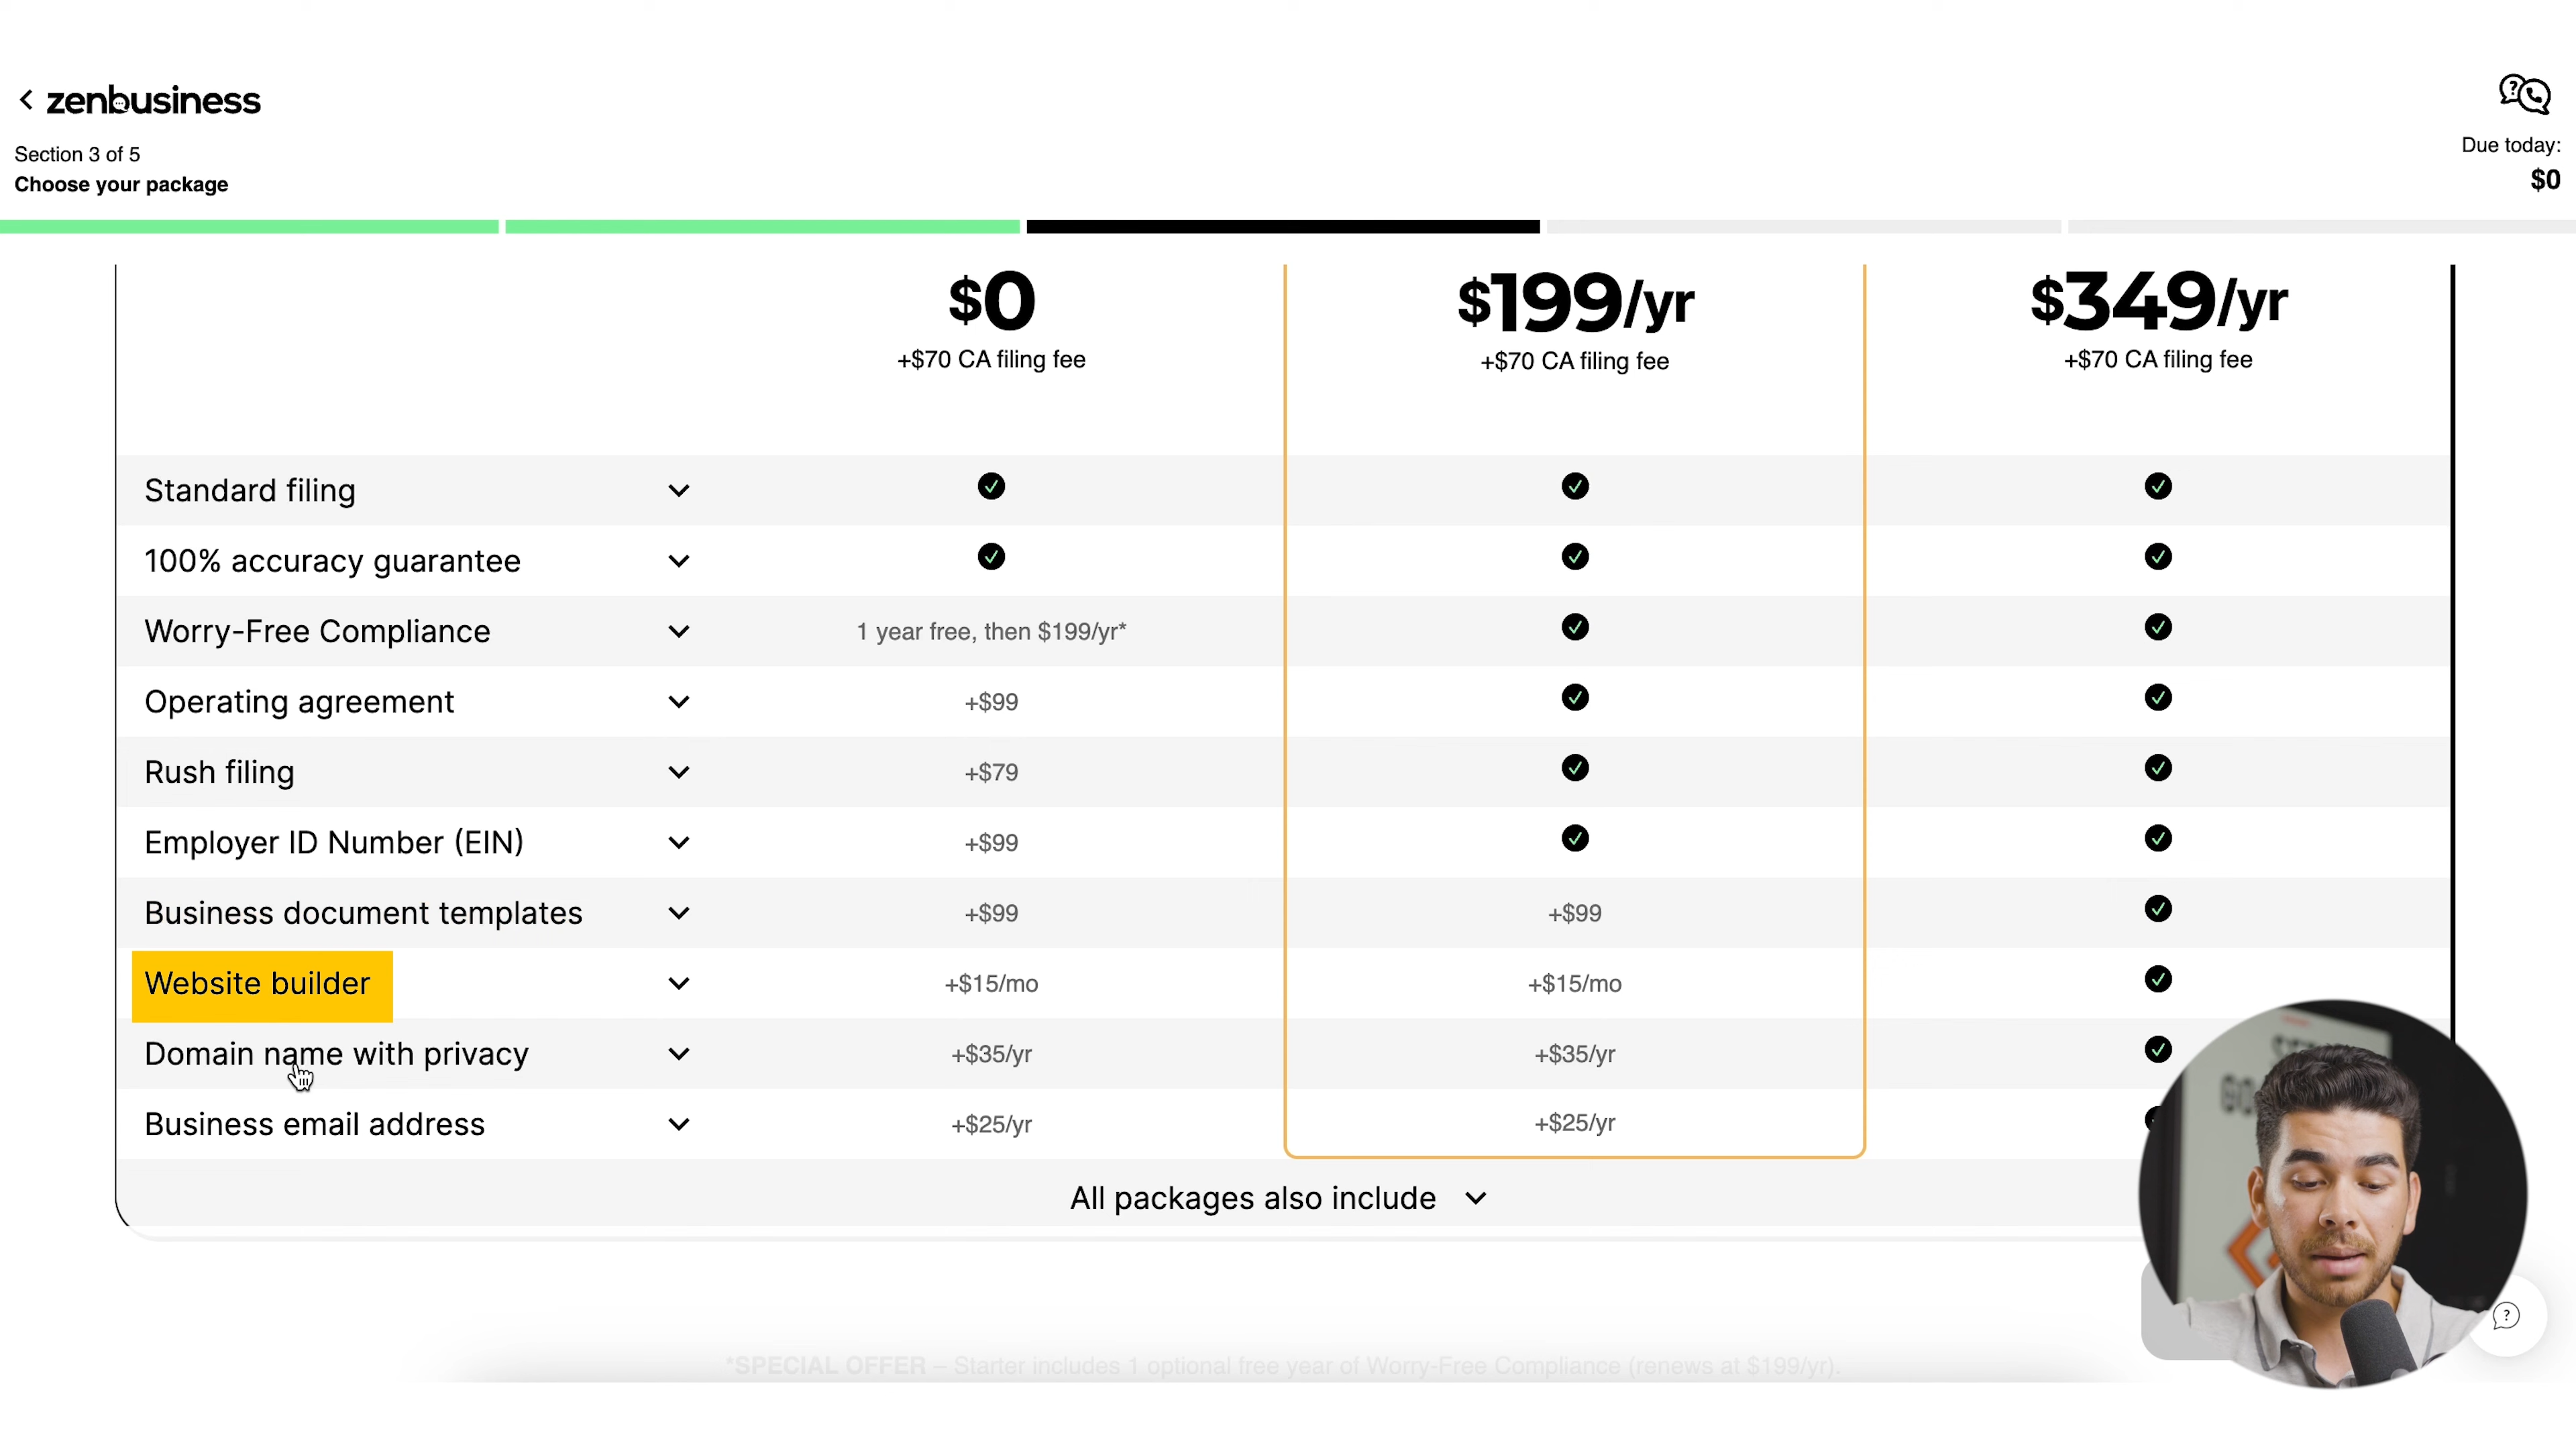 zenbusiness
Section 3 of 5
Choose your package
Due today:
$0
$0
+$70 CA filing fee
$199/yr
+$70 CA filing fee
$349/yr
+$70 CA filing fee
Standard filing
100% accuracy guarantee
Worry-Free Compliance 1 year free, then $199/yr*
Operating agreement +$99
Rush filing +$79
Employer ID Number (EIN) +$99
Business document templates +$99 +$99
Website builder +$15/mo +$15/mo
Domain name with privacy +$35/yr +$35/yr
Business email address +$25/yr +$25/yr
All packages also include
*SPECIAL OFFER – Starter includes 1 optional free year of Worry-Free Compliance (renews at $199/yr).